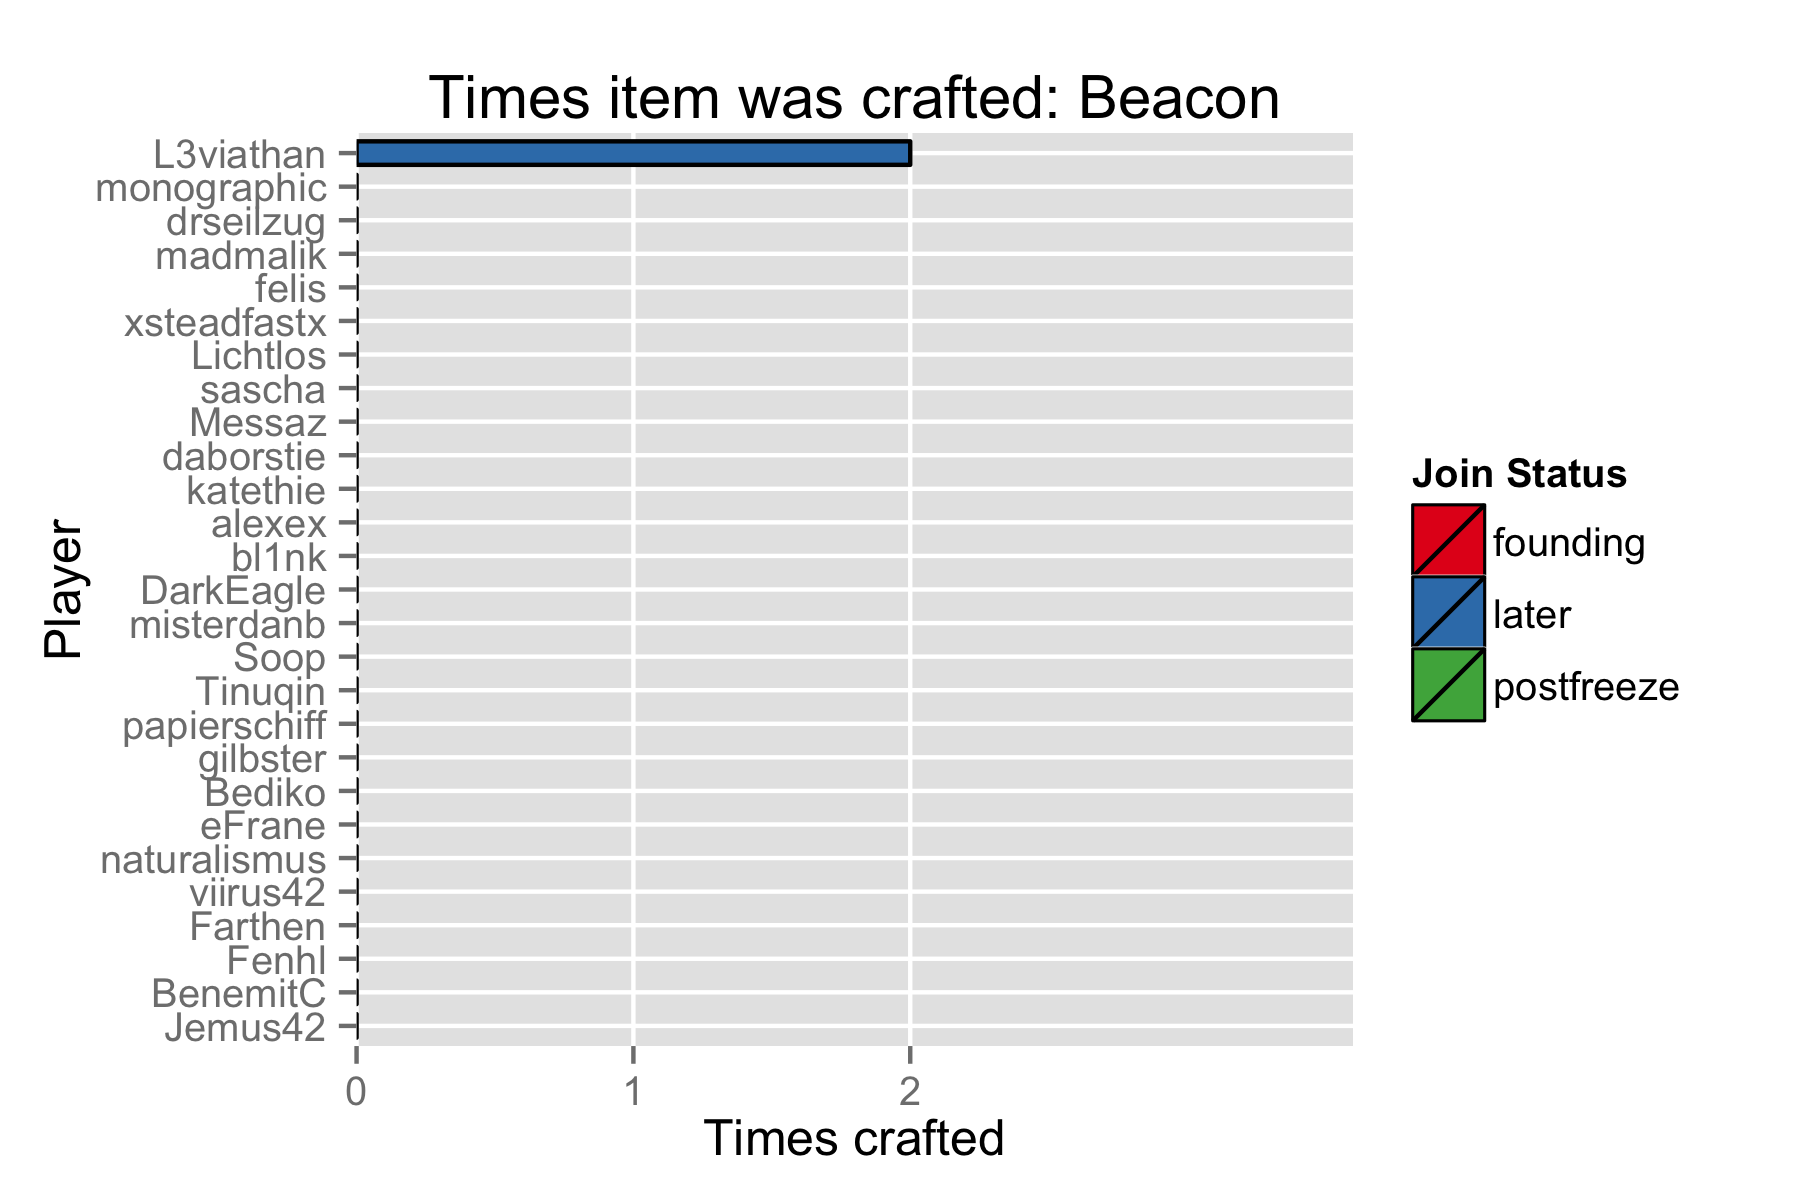 Times item was crafted: Beacon
L3viathan
monographic
drseilzug
madmalik
felis
xsteadfastx
Lichtlos
sascha
Messaz
daborstie
katethie
alexex
bl1nk
DarkEagle
misterdanb
Soop
Tinuqin
papierschiff
gilbster
Bediko
eFrane
naturalismus
viirus42
Farthen
Fenhl
BenemitC
Jemus42
Player
0 1 2
Times crafted
Join Status
founding
later
postfreeze